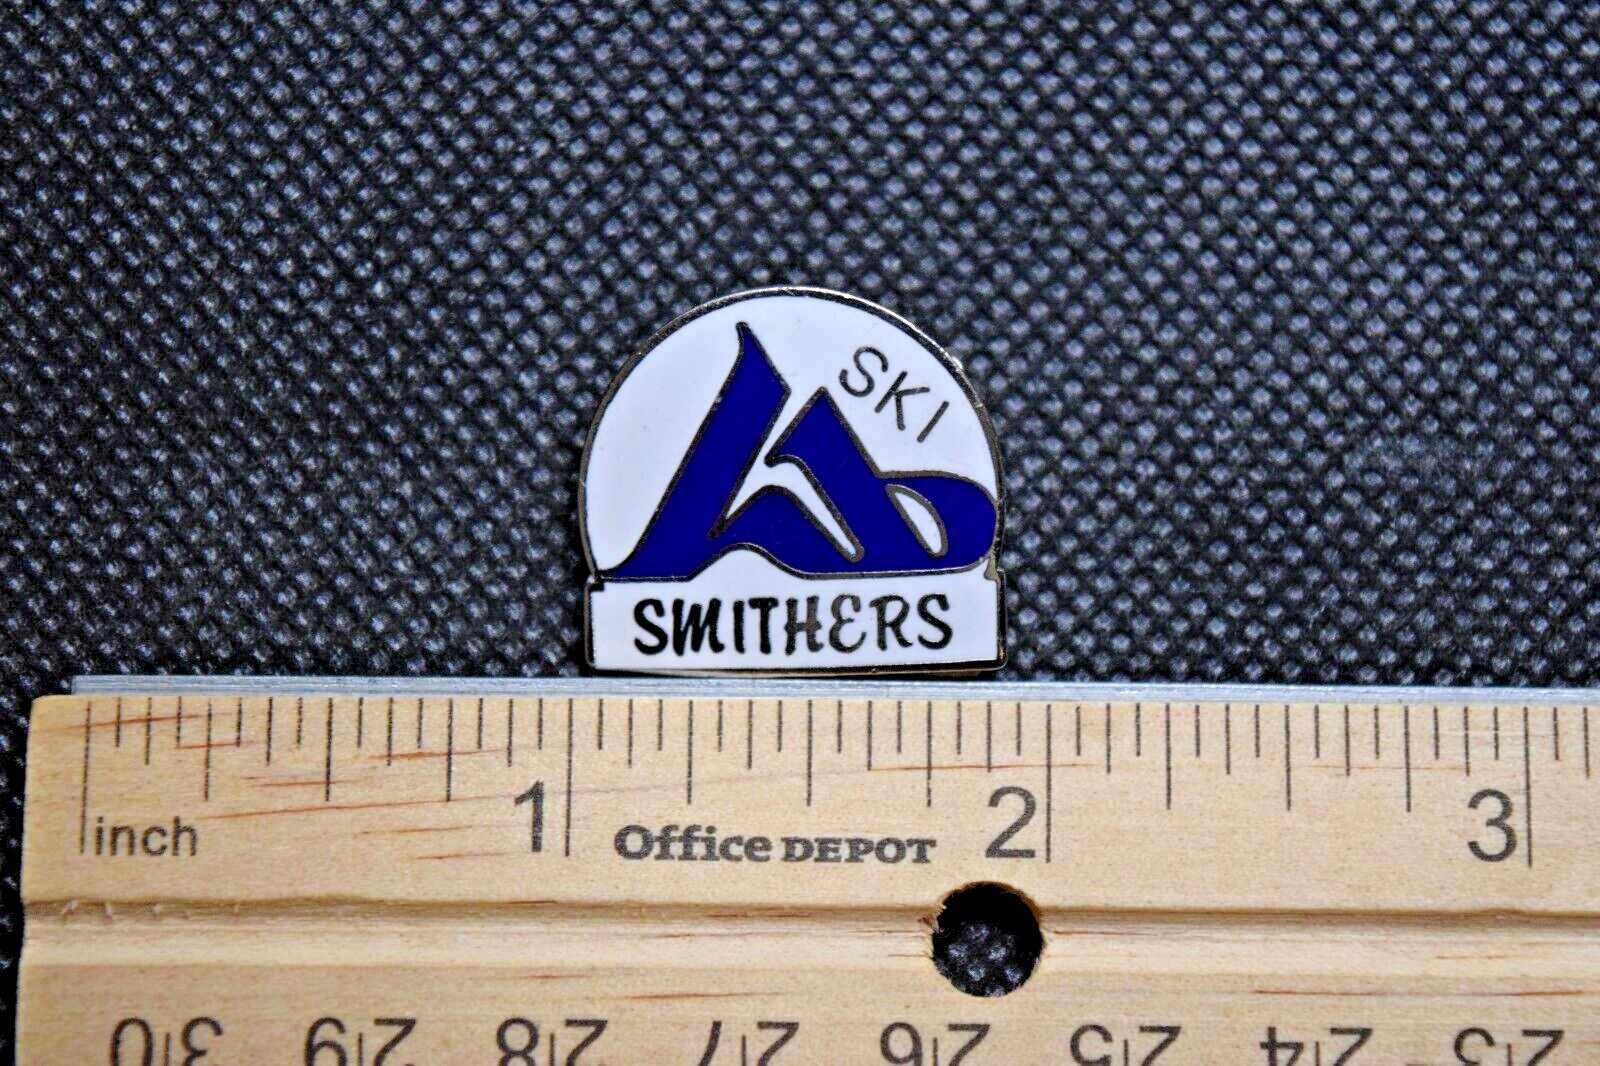 SKI
SMITHERS
inch 1 2 3
Office DEPOT
30 29 28 27 26 25 24 23